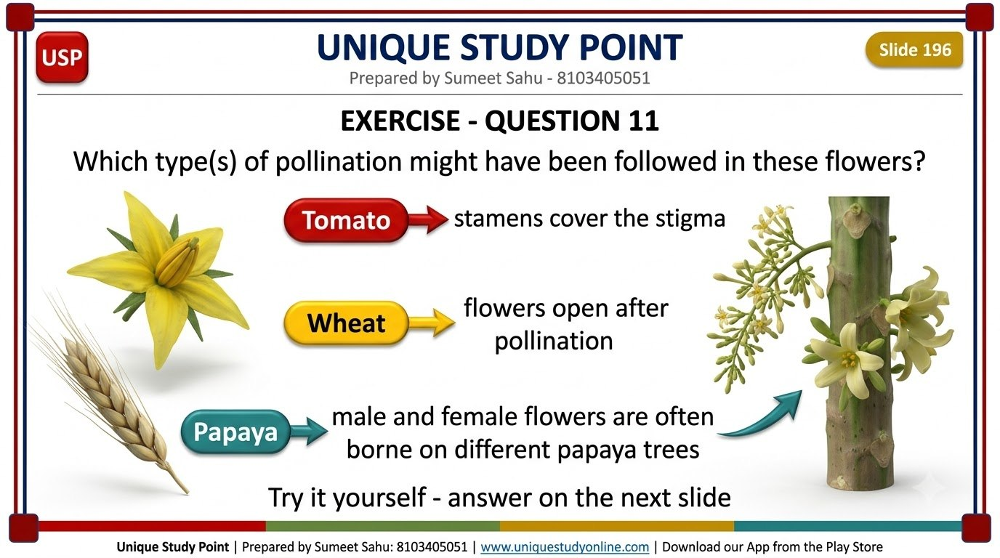 USP
UNIQUE STUDY POINT
Slide 196
Prepared by Sumeet Sahu - 8103405051
EXERCISE - QUESTION 11
Which type(s) of pollination might have been followed in these flowers?
Tomato
stamens cover the stigma
Wheat
flowers open after
pollination
Papaya
male and female flowers are often
borne on different papaya trees
Try it yourself - answer on the next slide
Unique Study Point | Prepared by Sumeet Sahu: 8103405051 | www.uniquestudyonline.com | Download our App from the Play Store